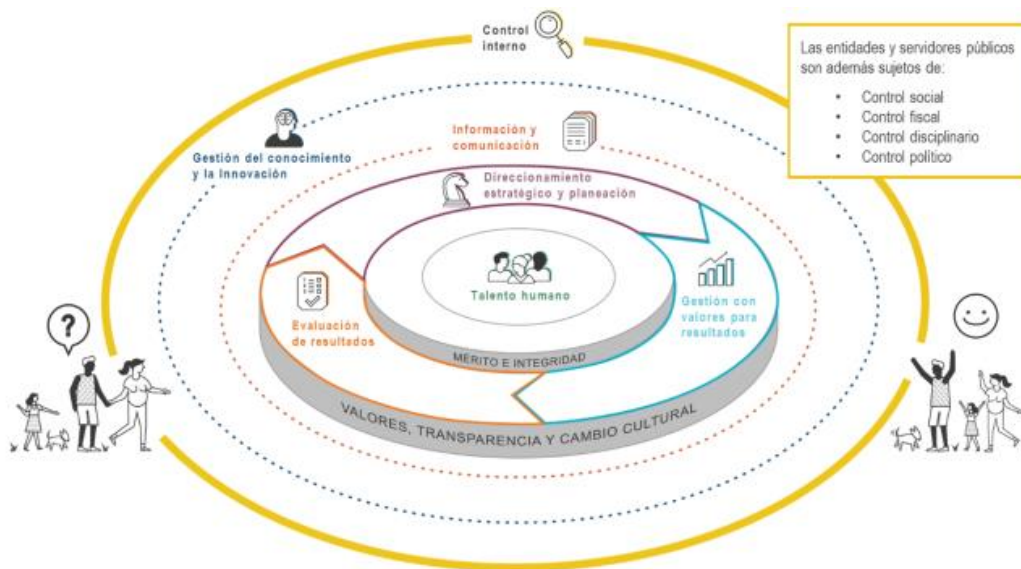 Control
interno
Las entidades y servidores públicos
son además sujetos de:
• Control social
• Control fiscal
• Control disciplinario
• Control político
Gestión del conocimiento
y la Innovación
Información y
comunicación
Direccionamiento
estratégico y planeación
Talento humano
Gestión con
valores para
resultados
Evaluación
de resultados
MÉRITO E INTEGRIDAD
VALORES, TRANSPARENCIA Y CAMBIO CULTURAL
?